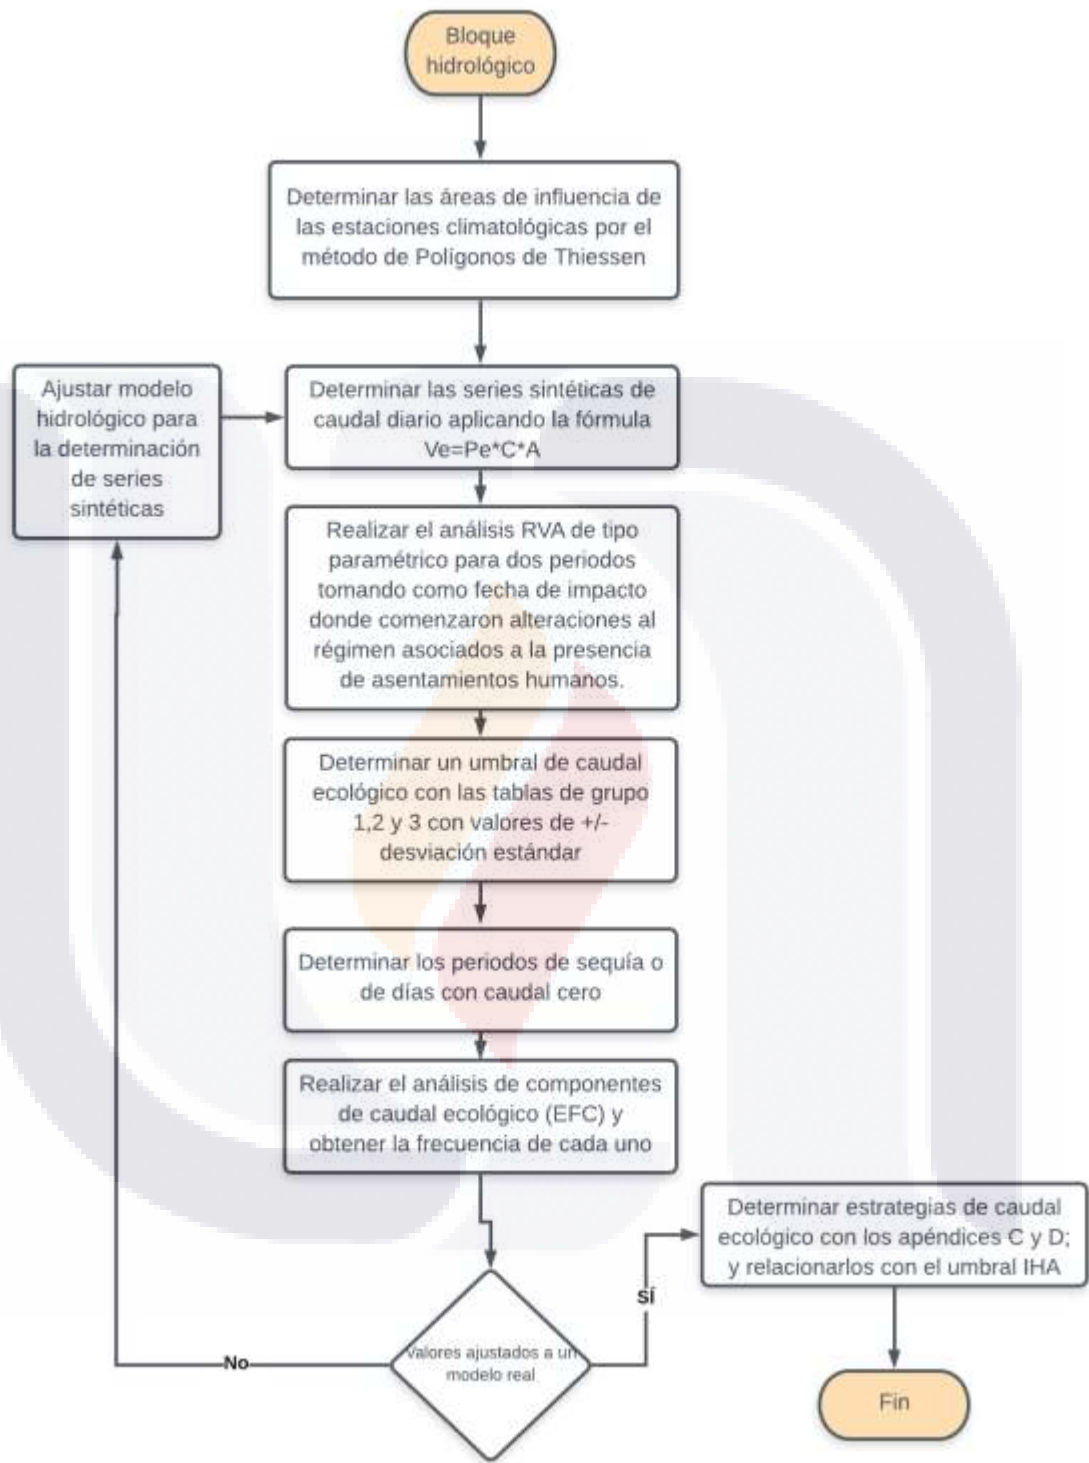 Bloque
hidrológico
Determinar las áreas de influencia de
las estaciones climatológicas por el
método de Polígonos de Thiessen
Ajustar modelo
hidrológico para
la determinación
de series
sintéticas
Determinar las series sintéticas de
caudal diario aplicando la fórmula
Ve=Pe*C*A
Realizar el análisis RVA de tipo
paramétrico para dos periodos
tomando como fecha de impacto
donde comenzaron alteraciones al
régimen asociados a la presencia
de asentamientos humanos.
Determinar un umbral de caudal
ecológico con las tablas de grupo
1,2 y 3 con valores de +/-
desviación estándar
Determinar los periodos de sequía o
de días con caudal cero
Realizar el análisis de componentes
de caudal ecológico (EFC) y
obtener la frecuencia de cada uno
Determinar estrategias de caudal
ecológico con los apéndices C y D;
y relacionarlos con el umbral IHA
SÍ
Valores ajustados a un
modelo real
No
Fin